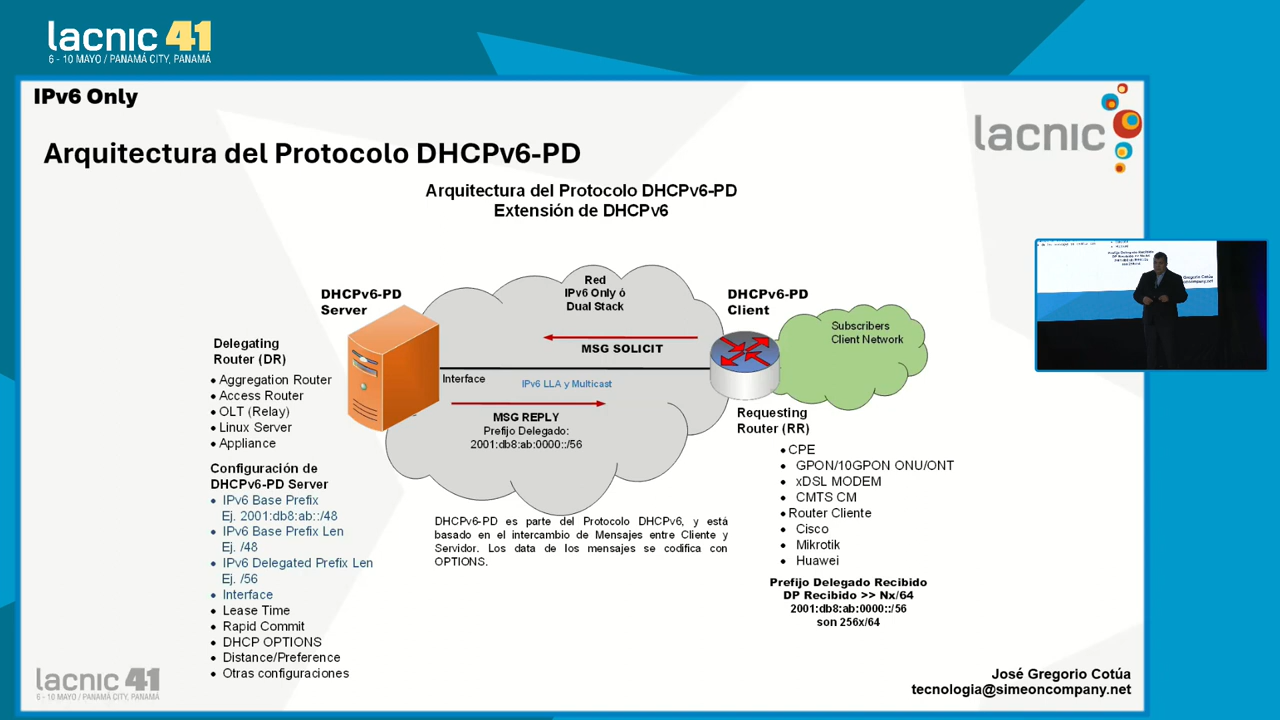 lacnic 41
6 - 10 MAYO / PANAMÁ CITY, PANAMÁ
IPv6 Only
lacnic
Arquitectura del Protocolo DHCPv6-PD
Arquitectura del Protocolo DHCPv6-PD
Extensión de DHCPv6
Red
IPv6 Only ó
Dual Stack
DHCPv6-PD
Server
DHCPv6-PD
Client
Subscribers
Client Network
MSG SOLICIT
Delegating
Router (DR)
• Aggregation Router
• Access Router
• OLT (Relay)
• Linux Server
• Appliance
Interface
IPv6 LLA y Multicast
MSG REPLY
Prefijo Delegado:
2001:db8:ab:0000::/56
Requesting
Router (RR)
• CPE
• GPON/10GPON ONU/ONT
• xDSL MODEM
• CMTS CM
• Router Cliente
• Cisco
• Mikrotik
• Huawei
Configuración de
DHCPv6-PD Server
• IPv6 Base Prefix
Ej. 2001:db8:ab::/48
• IPv6 Base Prefix Len
Ej. /48
• IPv6 Delegated Prefix Len
Ej. /56
• Interface
• Lease Time
• Rapid Commit
• DHCP OPTIONS
• Distance/Preference
• Otras configuraciones
DHCPv6-PD es parte del Protocolo DHCPv6, y está
basado en el intercambio de Mensajes entre Cliente y
Servidor. Los data de los mensajes se codifica con
OPTIONS.
Prefijo Delegado Recibido
DP Recibido >> Nx/64
2001:db8:ab:0000::/56
son 256x/64
lacnic 41
6 - 10 MAYO / PANAMÁ CITY, PANAMÁ
José Gregorio Cotúa
tecnologia@simeoncompany.net